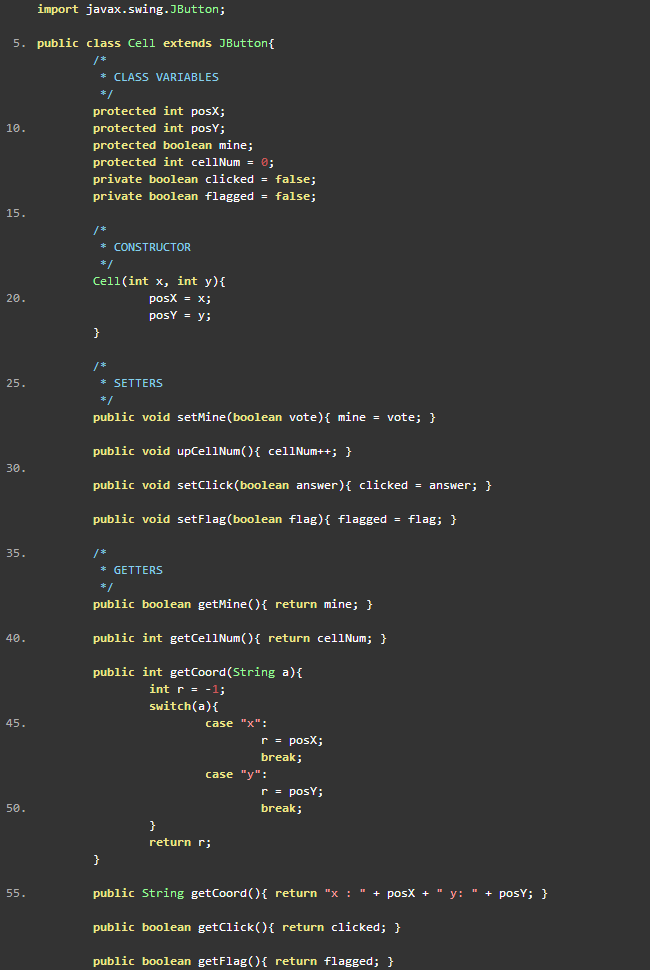 import javax.swing.JButton;
5. public class Cell extends JButton{
/*
* CLASS VARIABLES
*/
protected int posX;
10. protected int posY;
protected boolean mine;
protected int cellNum = 0;
private boolean clicked = false;
private boolean flagged = false;
15.
/*
* CONSTRUCTOR
*/
Cell(int x, int y){
20. posX = x;
posY = y;
}
/*
25. * SETTERS
*/
public void setMine(boolean vote){ mine = vote; }
public void upCellNum(){ cellNum++; }
30.
public void setClick(boolean answer){ clicked = answer; }
public void setFlag(boolean flag){ flagged = flag; }
35. /*
* GETTERS
*/
public boolean getMine(){ return mine; }
40. public int getCellNum(){ return cellNum; }
public int getCoord(String a){
int r = -1;
switch(a){
45. case "x":
r = posX;
break;
case "y":
r = posY;
50. break;
}
return r;
}
55. public String getCoord(){ return "x : " + posX + " y: " + posY; }
public boolean getClick(){ return clicked; }
public boolean getFlag(){ return flagged; }